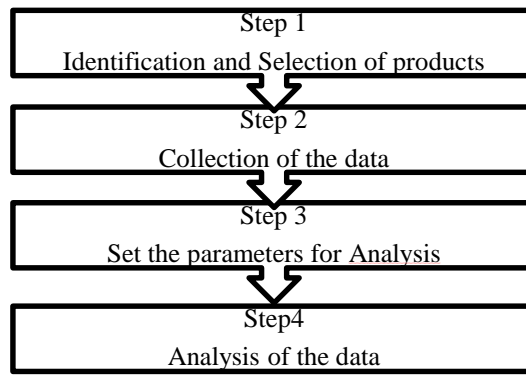 Step 1
Identification and Selection of products
Step 2
Collection of the data
Step 3
Set the parameters for Analysis
Step4
Analysis of the data